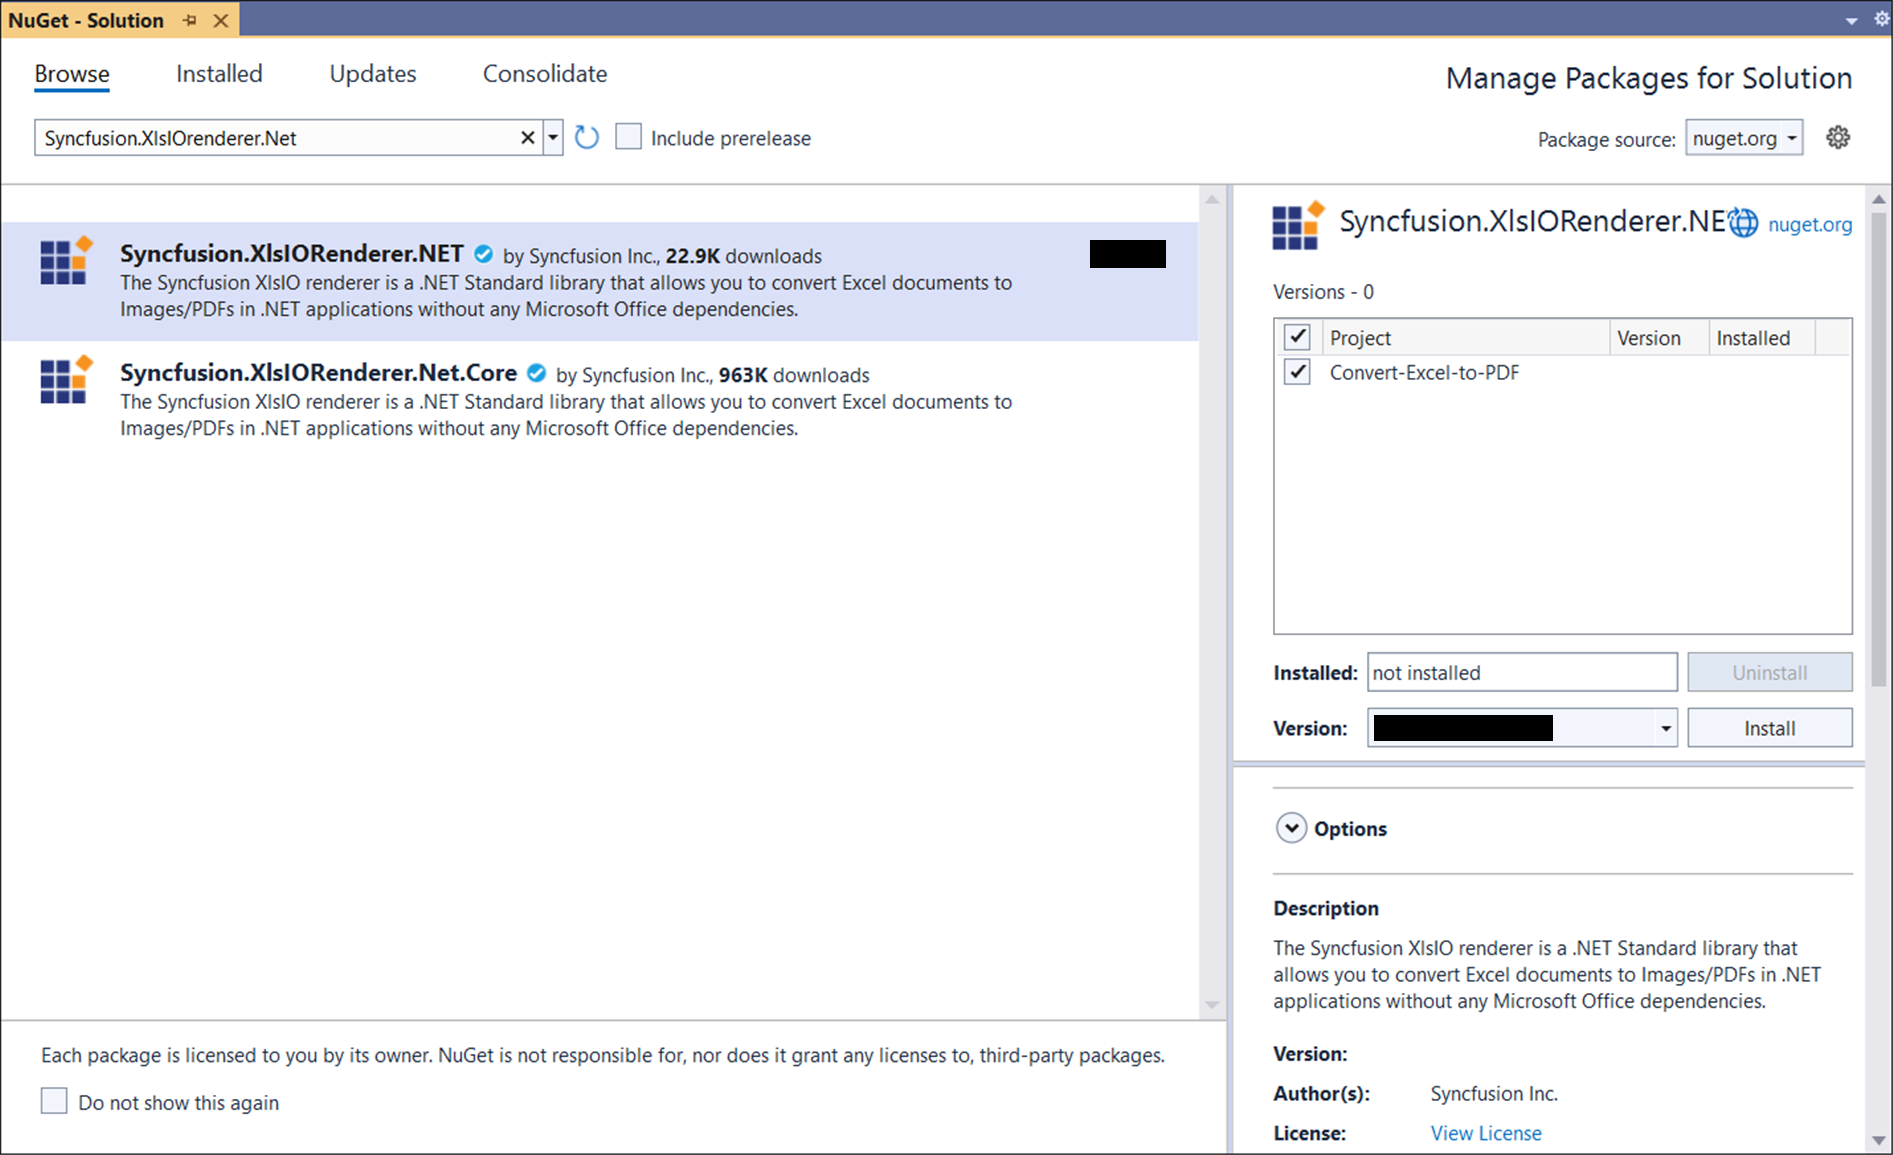 NuGet - Solution
Browse Installed Updates Consolidate
Manage Packages for Solution
Syncfusion.XlsIOrenderer.Net
Include prerelease
Package source: nuget.org
Syncfusion.XlsIORenderer.NET by Syncfusion Inc., 22.9K downloads
The Syncfusion XlsIO renderer is a .NET Standard library that allows you to convert Excel documents to
Images/PDFs in .NET applications without any Microsoft Office dependencies.
Syncfusion.XlsIORenderer.Net.Core by Syncfusion Inc., 963K downloads
The Syncfusion XlsIO renderer is a .NET Standard library that allows you to convert Excel documents to
Images/PDFs in .NET applications without any Microsoft Office dependencies.
Each package is licensed to you by its owner. NuGet is not responsible for, nor does it grant any licenses to, third-party packages.
Do not show this again
Syncfusion.XlsIORenderer.NE nuget.org
Versions - 0
Project Version Installed
Convert-Excel-to-PDF
Installed: not installed Uninstall
Version: Install
Options
Description
The Syncfusion XlsIO renderer is a .NET Standard library that
allows you to convert Excel documents to Images/PDFs in .NET
applications without any Microsoft Office dependencies.
Version:
Author(s): Syncfusion Inc.
License: View License